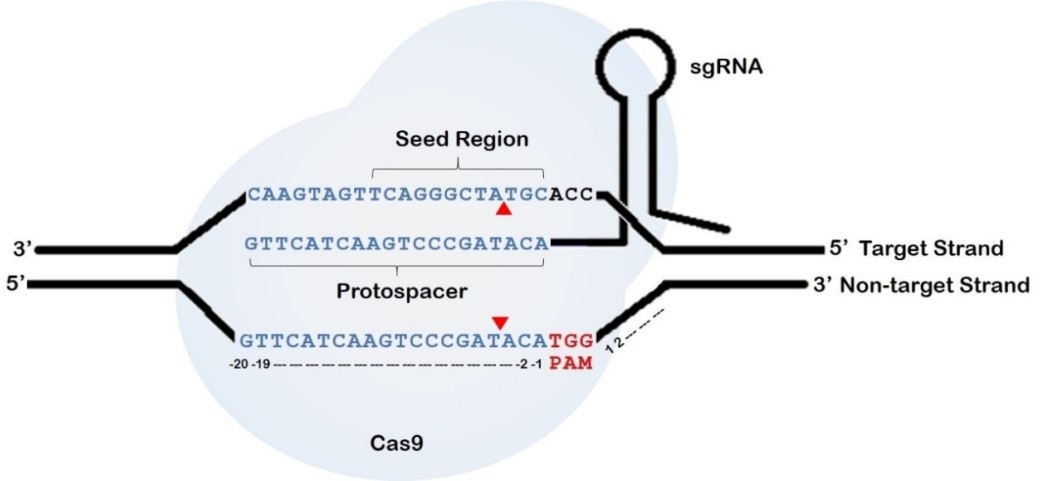 sgRNA
Seed Region
CAAGTAGTTCAGGGCTATGCACC
GTTCATCAAGTCCCGATACA
3’ 5’ Target Strand
5’ 3’ Non-target Strand
Protospacer
GTTCATCAAGTCCCGATACATGG
-20 -19 -2 -1 PAM 1 2
Cas9